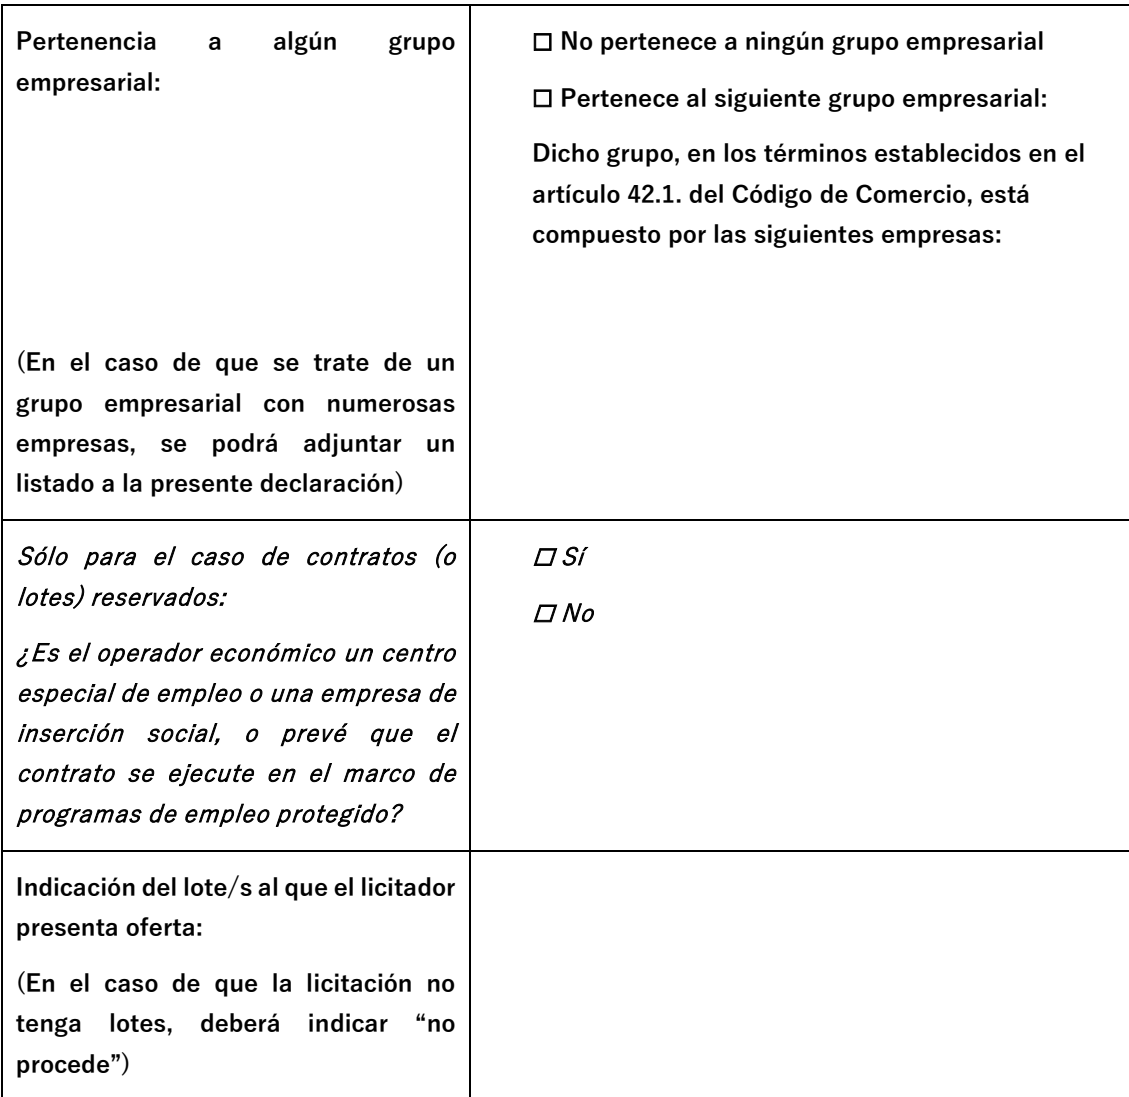 Pertenencia a algún grupo
empresarial:
☐ No pertenece a ningún grupo empresarial
☐ Pertenece al siguiente grupo empresarial:
Dicho grupo, en los términos establecidos en el
artículo 42.1. del Código de Comercio, está
compuesto por las siguientes empresas:
(En el caso de que se trate de un
grupo empresarial con numerosas
empresas, se podrá adjuntar un
listado a la presente declaración)
Sólo para el caso de contratos (o
lotes) reservados:
¿Es el operador económico un centro
especial de empleo o una empresa de
inserción social, o prevé que el
contrato se ejecute en el marco de
programas de empleo protegido?
☐ Sí
☐ No
Indicación del lote/s al que el licitador
presenta oferta:
(En el caso de que la licitación no
tenga lotes, deberá indicar “no
procede”)